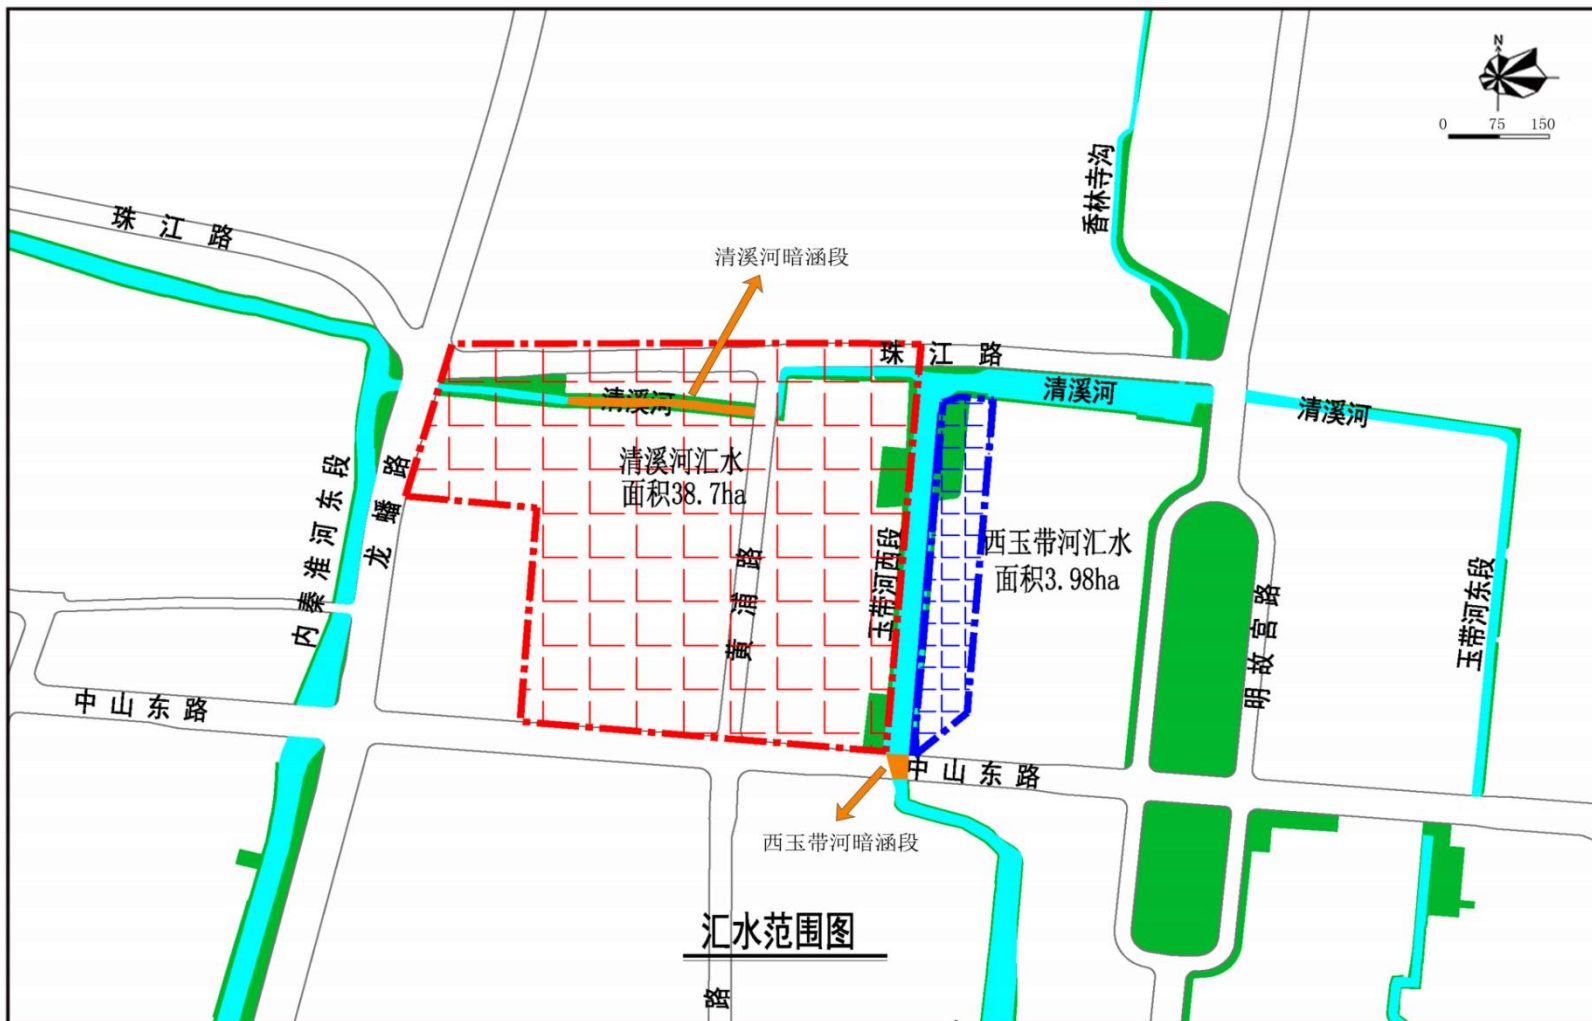 N
0 75 150
香林寺沟
珠江路
清溪河暗涵段
珠江路
清溪河
清溪河
清溪河
清溪河汇水
面积38.7ha
内秦淮河东段
龙蟠路
黄浦路
玉带河西段
西玉带河汇水
面积3.98ha
明故宫路
玉带河东段
中山东路
中山东路
西玉带河暗涵段
汇水范围图
路